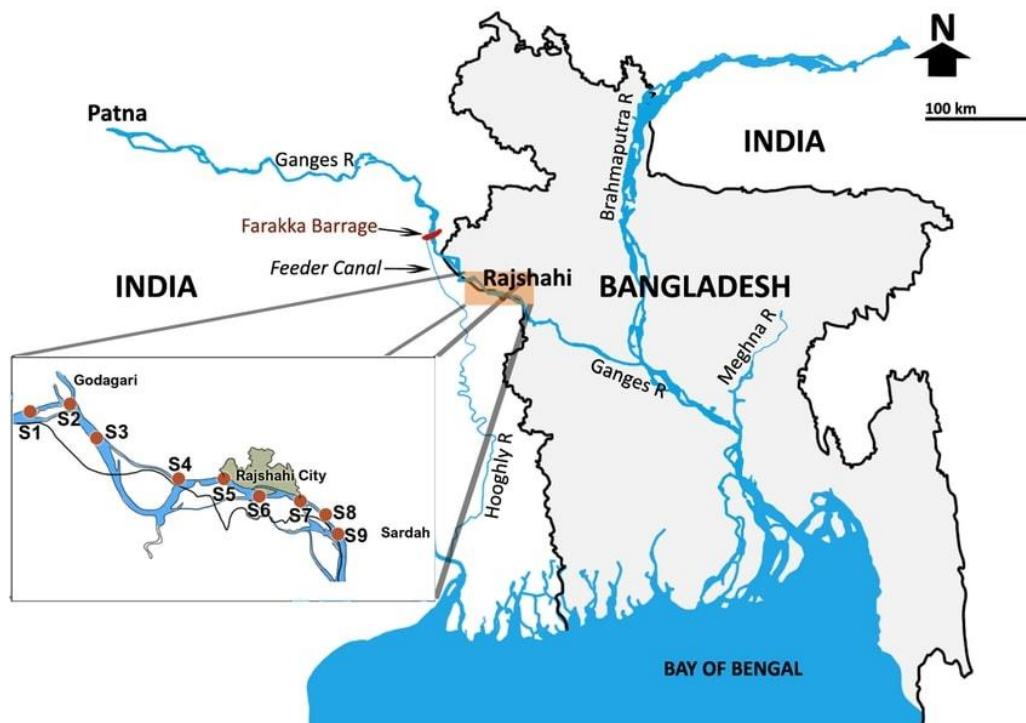 N
100 km
Patna
Ganges R
Brahmaputra R
INDIA
Farakka Barrage
Feeder Canal
INDIA
Rajshahi
BANGLADESH
Meghna R
Ganges R
Hooghly R
Godagari
S1
S2
S3
S4
S5
Rajshahi City
S6
S7
S8
S9
Sardah
BAY OF BENGAL